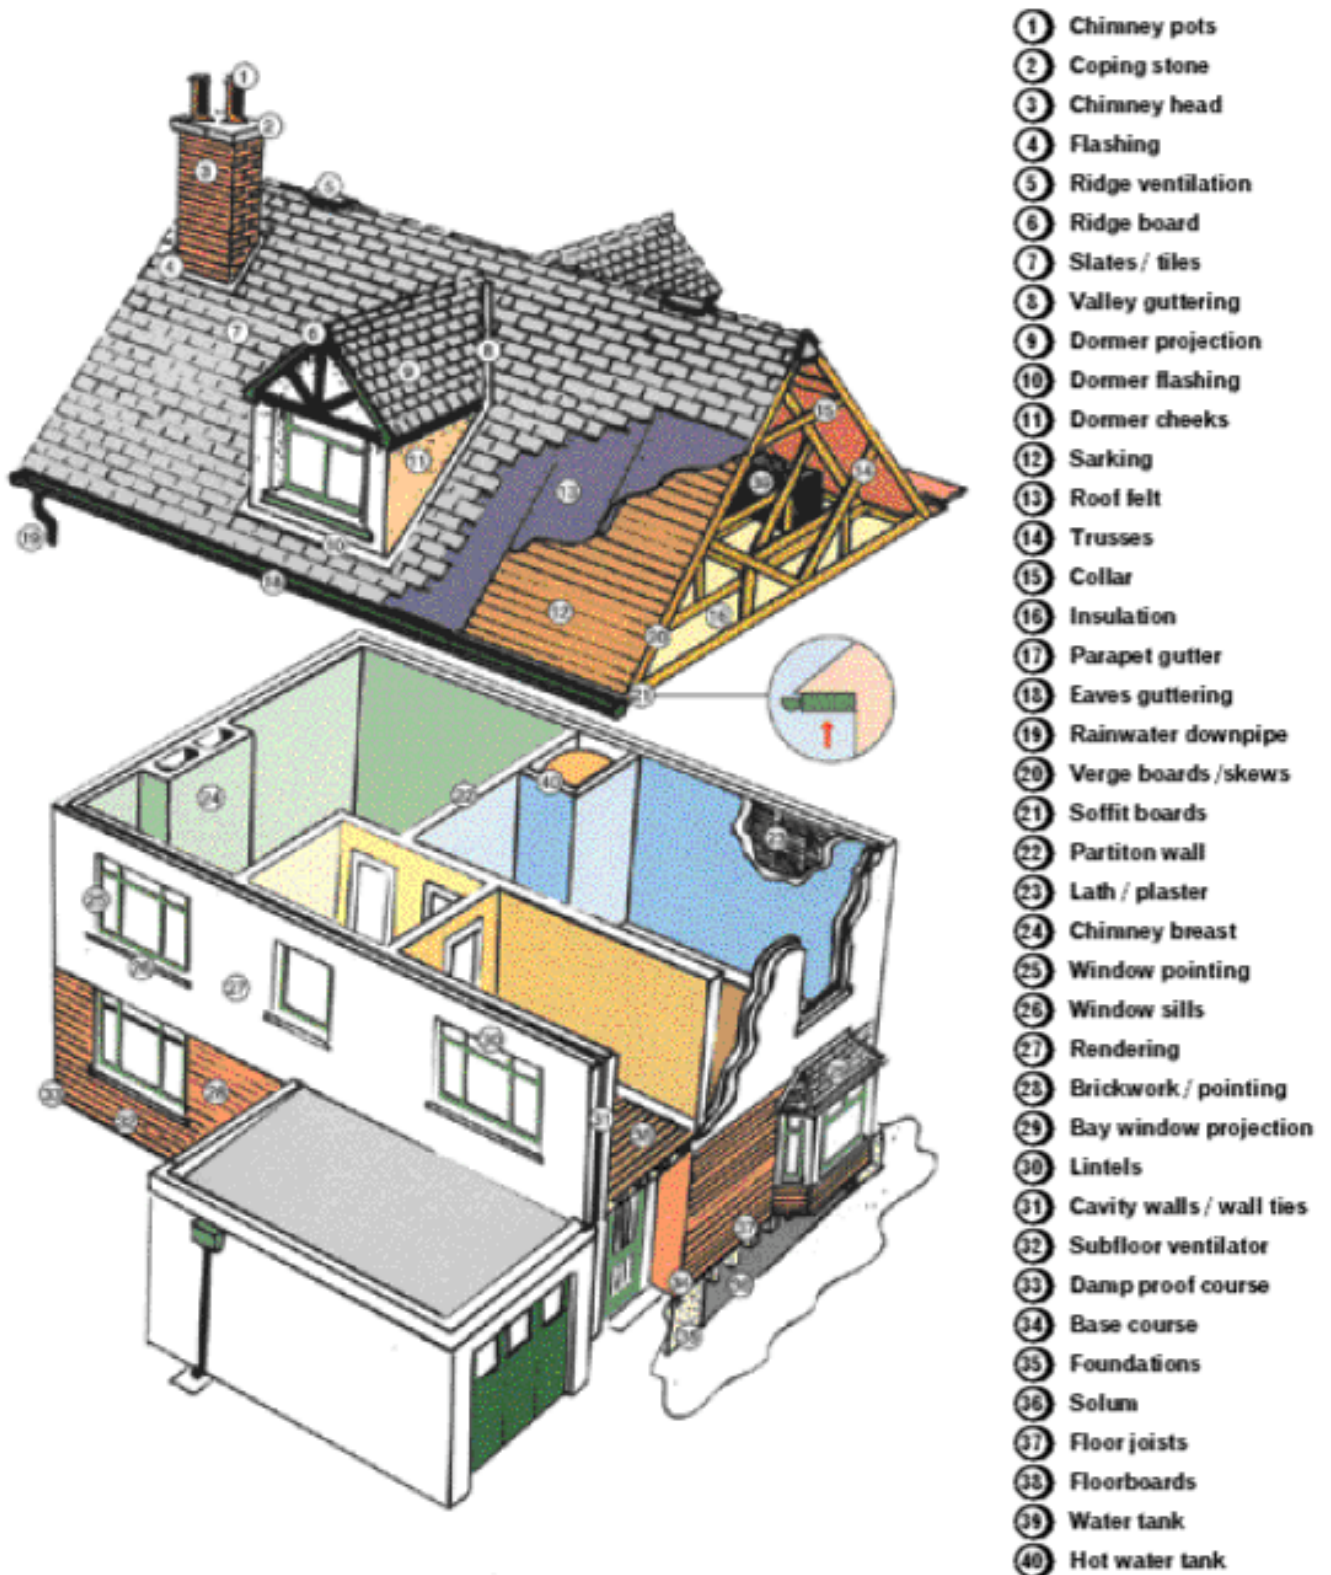 1 Chimney pots
2 Coping stone
3 Chimney head
4 Flashing
5 Ridge ventilation
6 Ridge board
7 Slates / tiles
8 Valley guttering
9 Dormer projection
10 Dormer flashing
11 Dormer cheeks
12 Sarking
13 Roof felt
14 Trusses
15 Collar
16 Insulation
17 Parapet gutter
18 Eaves guttering
19 Rainwater downpipe
20 Verge boards / skews
21 Soffit boards
22 Partiton wall
23 Lath / plaster
24 Chimney breast
25 Window pointing
26 Window sills
27 Rendering
28 Brickwork / pointing
29 Bay window projection
30 Lintels
31 Cavity walls / wall ties
32 Subfloor ventilator
33 Damp proof course
34 Base course
35 Foundations
36 Solum
37 Floor joists
38 Floorboards
39 Water tank
40 Hot water tank